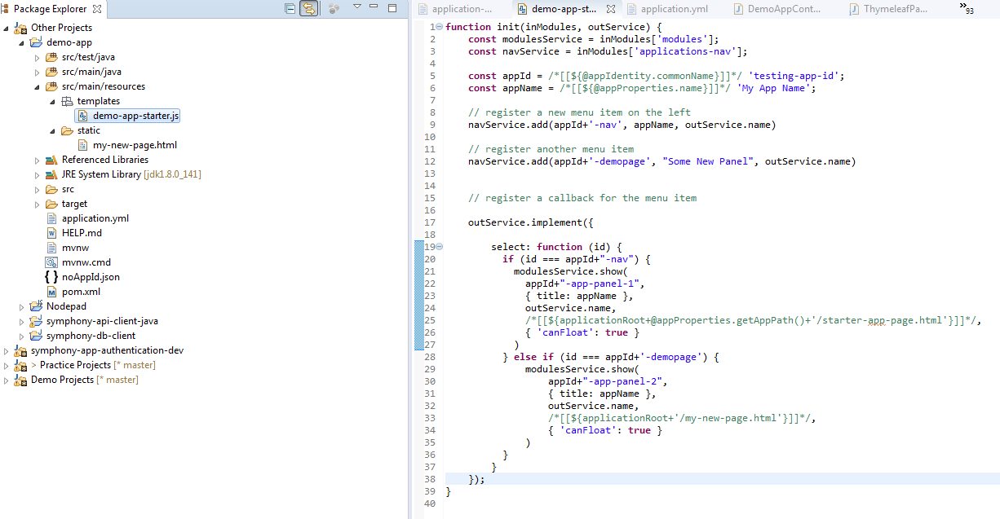 Package Explorer
Other Projects
demo-app
src/test/java
src/main/java
src/main/resources
templates
demo-app-starter.js
static
my-new-page.html
Referenced Libraries
JRE System Library [jdk1.8.0_141]
src
target
application.yml
HELP.md
mvnw
mvnw.cmd
noAppId.json
pom.xml
Nodepad
symphony-api-client-java
symphony-db-client
symphony-app-authentication-dev
> Practice Projects [* master]
Demo Projects [* master]
application-... demo-app-st... application.yml DemoAppCont... ThymeleafPa... »93
1 function init(inModules, outService) {
2 const modulesService = inModules['modules'];
3 const navService = inModules['applications-nav'];
4
5 const appId = /*[[${@appIdentity.commonName}]]*/ 'testing-app-id';
6 const appName = /*[[${@appProperties.name}]]*/ 'My App Name';
7
8 // register a new menu item on the left
9 navService.add(appId+'-nav', appName, outService.name)
10
11 // register another menu item
12 navService.add(appId+'-demopage', "Some New Panel", outService.name)
13
14
15 // register a callback for the menu item
16
17 outService.implement({
18
19 select: function (id) {
20 if (id === appId+"-nav") {
21 modulesService.show(
22 appId+"-app-panel-1",
23 { title: appName },
24 outService.name,
25 /*[[${applicationRoot+@appProperties.getAppPath()+'/starter-app-page.html'}]]*/,
26 { 'canFloat': true }
27 )
28 } else if (id === appId+'-demopage') {
29 modulesService.show(
30 appId+"-app-panel-2",
31 { title: appName },
32 outService.name,
33 /*[[${applicationRoot+'/my-new-page.html'}]]*/,
34 { 'canFloat': true }
35 )
36 }
37 }
38 });
39 }
40